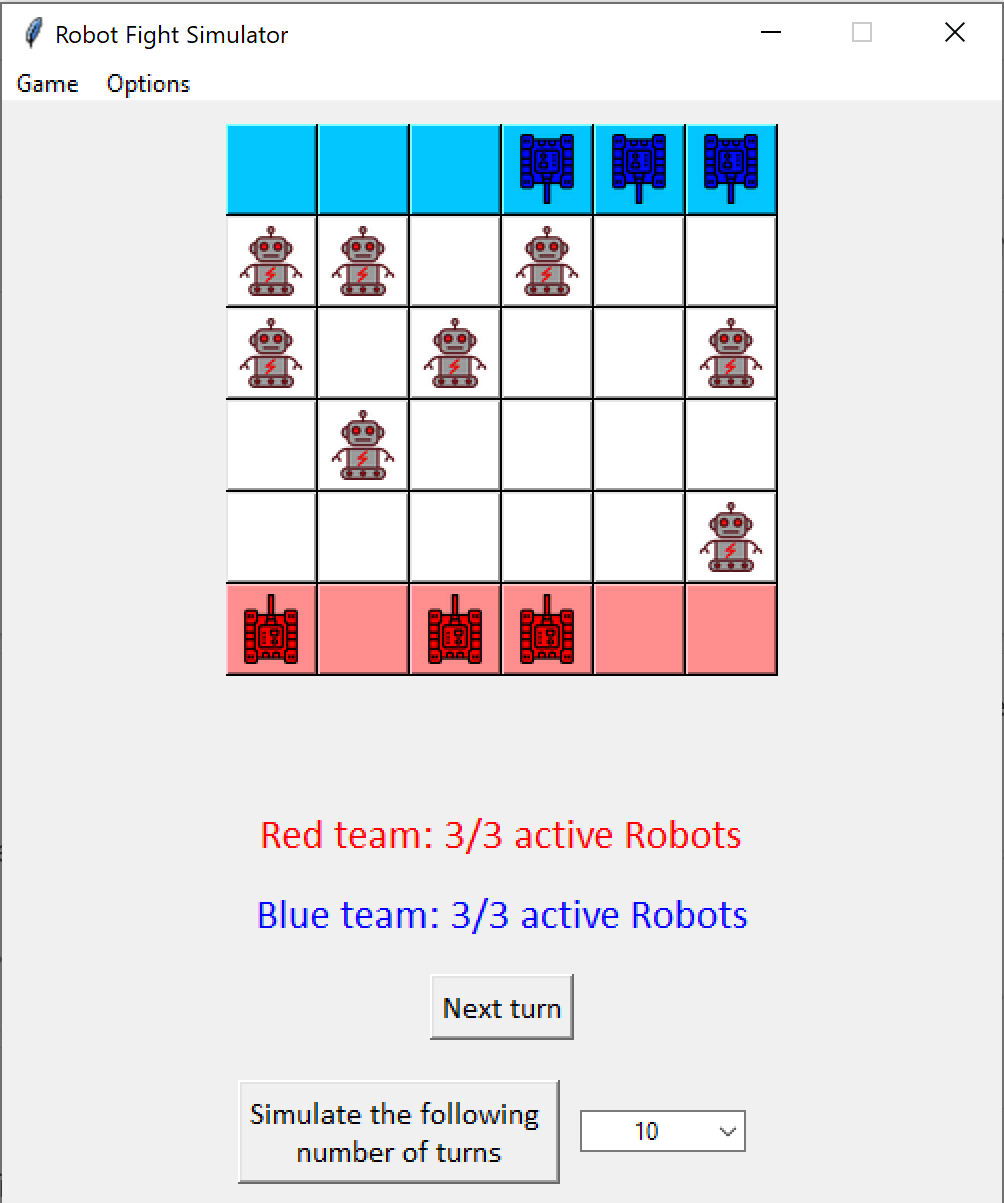 Robot Fight Simulator
Game Options
Red team: 3/3 active Robots
Blue team: 3/3 active Robots
Next turn
Simulate the following
number of turns
10